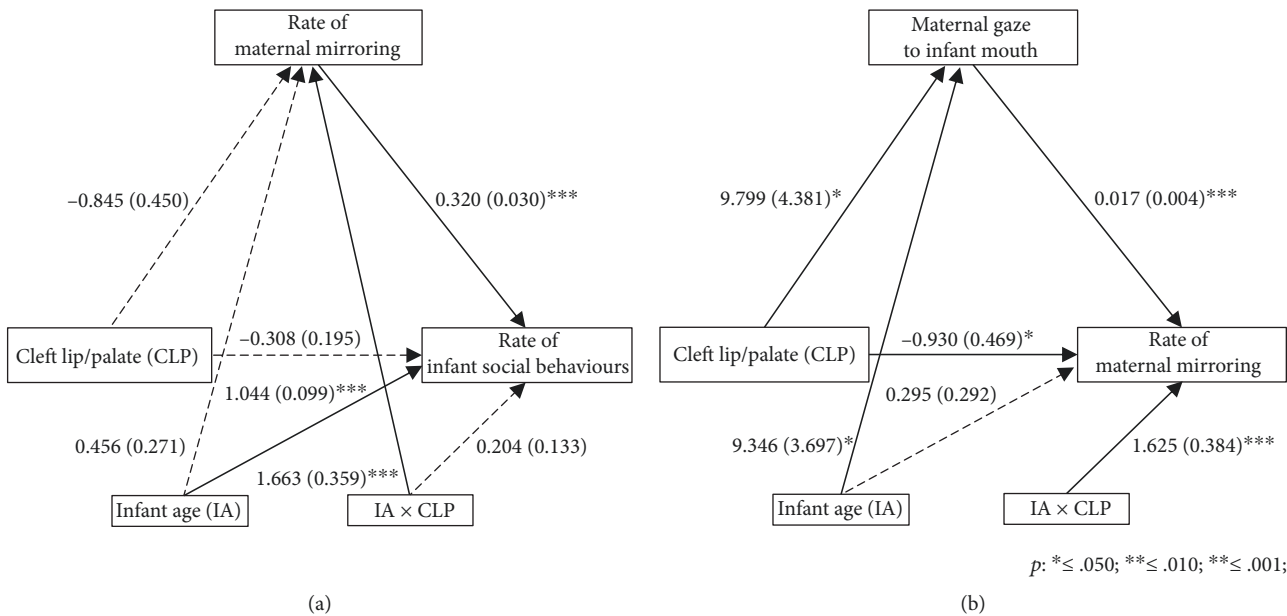 Rate of
maternal mirroring
−0.845 (0.450)
0.320 (0.030)***
Cleft lip/palate (CLP)
−0.308 (0.195)
Rate of
infant social behaviours
1.044 (0.099)***
0.456 (0.271)
0.204 (0.133)
1.663 (0.359)***
Infant age (IA)
IA × CLP
(a)
Maternal gaze
to infant mouth
9.799 (4.381)*
0.017 (0.004)***
Cleft lip/palate (CLP)
−0.930 (0.469)*
Rate of
maternal mirroring
0.295 (0.292)
9.346 (3.697)*
1.625 (0.384)***
Infant age (IA)
IA × CLP
p: *≤ .050; **≤ .010; **≤ .001;
(b)